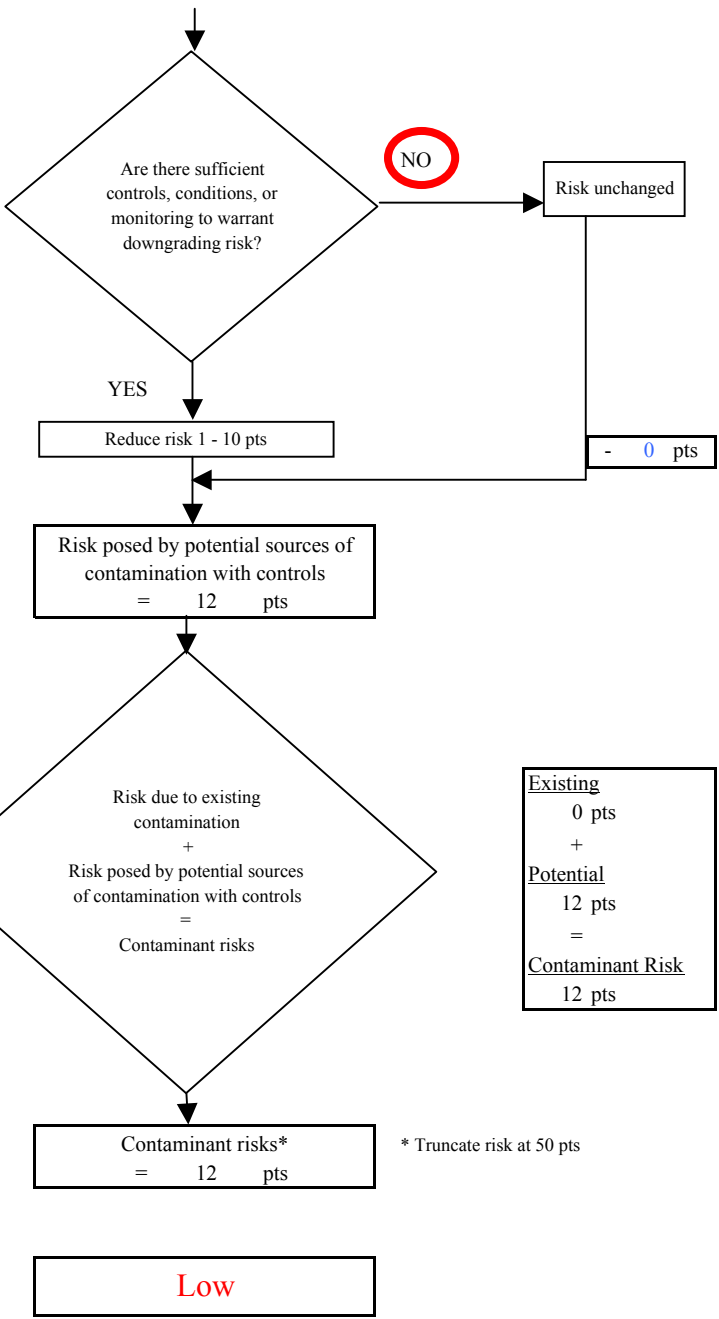 Are there sufficient
controls, conditions, or
monitoring to warrant
downgrading risk?
NO
Risk unchanged
YES
Reduce risk 1 - 10 pts
- 0 pts
Risk posed by potential sources of
contamination with controls
= 12 pts
Risk due to existing
contamination
+
Risk posed by potential sources
of contamination with controls
=
Contaminant risks
Existing
0 pts
+
Potential
12 pts
=
Contaminant Risk
12 pts
Contaminant risks*
= 12 pts
* Truncate risk at 50 pts
Low